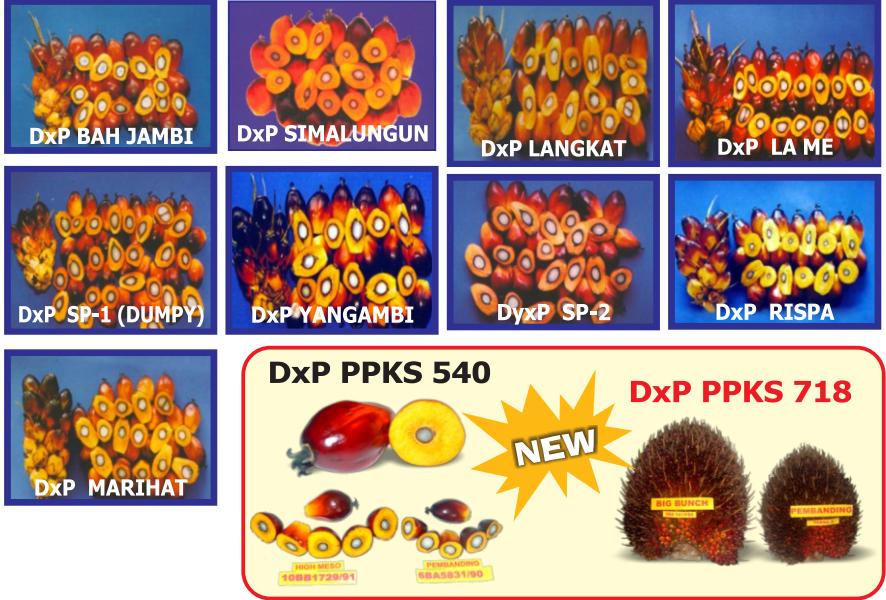 DxP BAH JAMBI
DxP SIMALUNGUN
DxP LANGKAT
DxP LA ME
DxP SP-1 (DUMPY)
DxP YANGAMBI
DyxP SP-2
DxP RISPA
DxP MARIHAT
DxP PPKS 540
NEW
DxP PPKS 718
HIGH MESO
10BB1729/91
PEMBANDING
6BA5831/90
BIG BUNCH
PEMBANDING